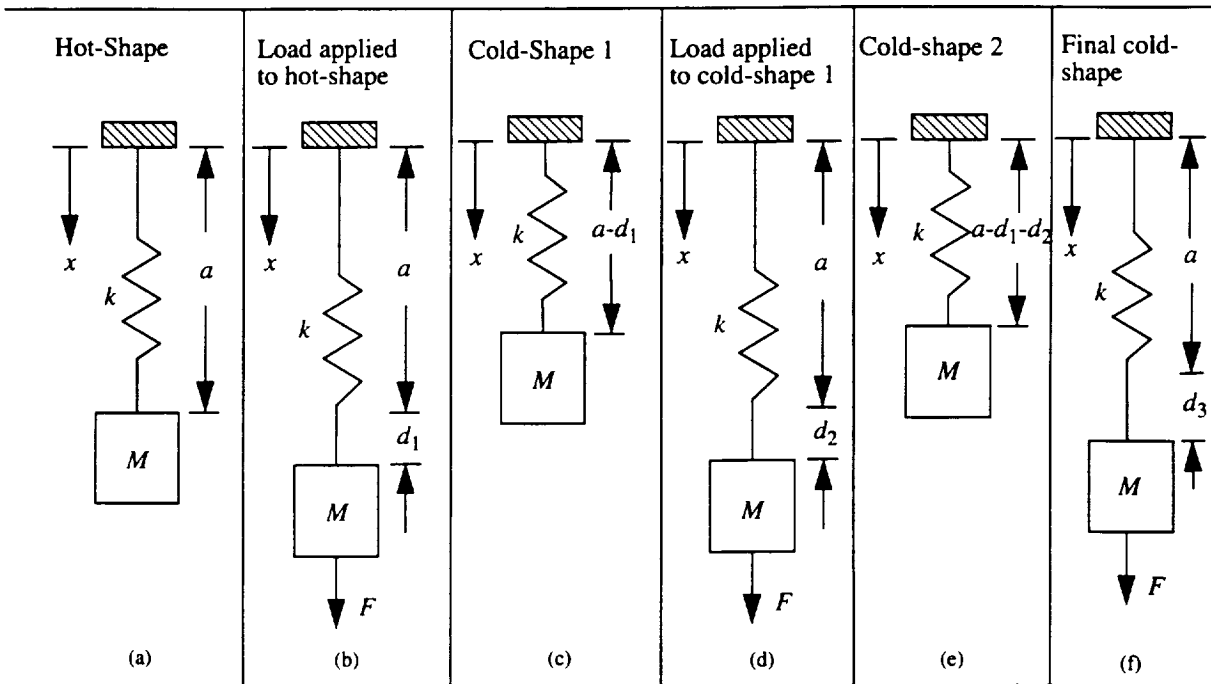 Hot-Shape
x
k
a
M
(a)
Load applied
to hot-shape
x
k
a
d1
M
F
(b)
Cold-Shape 1
x
k
a-d1
M
(c)
Load applied
to cold-shape 1
x
k
a
d2
M
F
(d)
Cold-shape 2
x
k
a-d1-d2
M
(e)
Final cold-
shape
x
k
a
d3
M
F
(f)